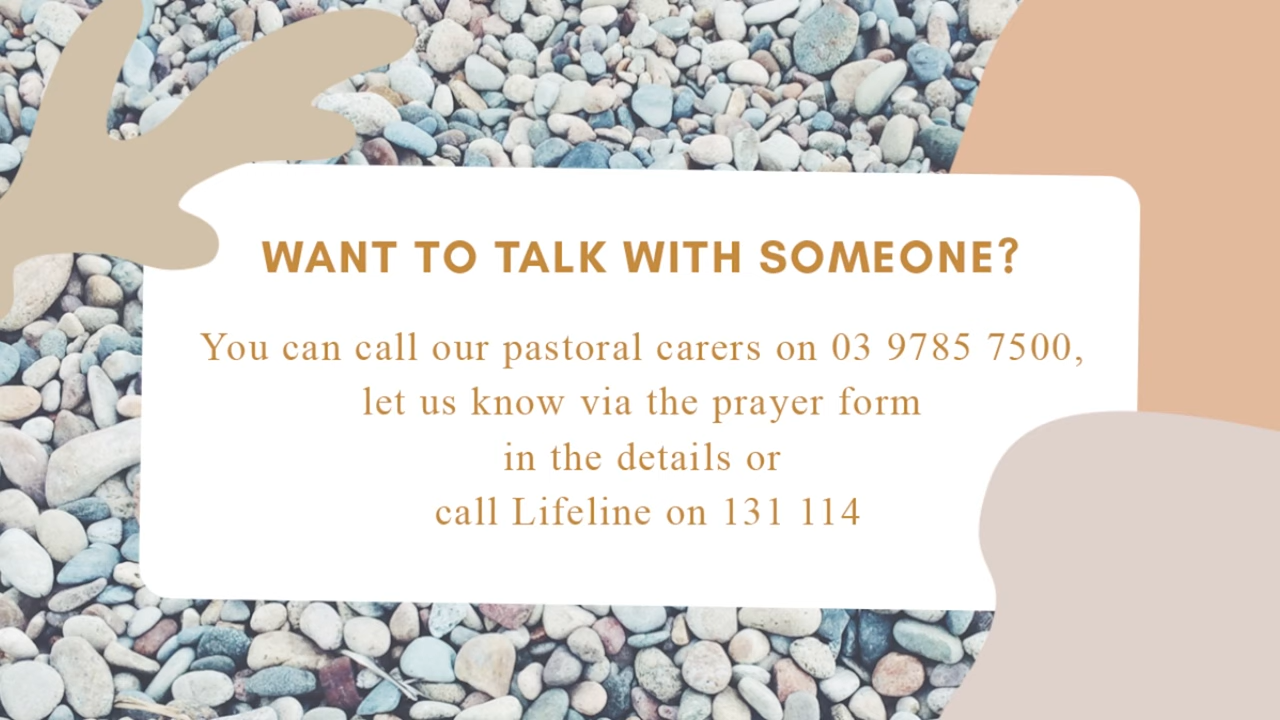 WANT TO TALK WITH SOMEONE?
You can call our pastoral carers on 03 9785 7500,
let us know via the prayer form
in the details or
call Lifeline on 131 114